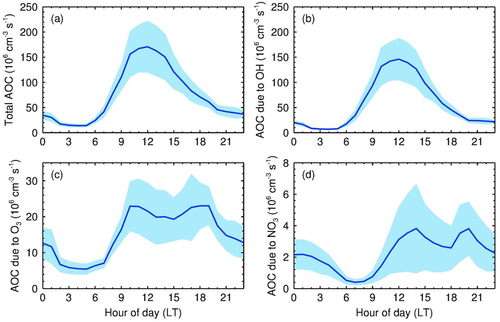 (a)
Total AOC (10⁶ cm⁻³ s⁻¹)
250
200
150
100
50
0
0 3 6 9 12 15 18 21
(b)
AOC due to OH (10⁶ cm⁻³ s⁻¹)
250
200
150
100
50
0
0 3 6 9 12 15 18 21
(c)
AOC due to O₃ (10⁶ cm⁻³ s⁻¹)
30
20
10
0
0 3 6 9 12 15 18 21
Hour of day (LT)
(d)
AOC due to NO₃ (10⁶ cm⁻³ s⁻¹)
8
6
4
2
0
0 3 6 9 12 15 18 21
Hour of day (LT)